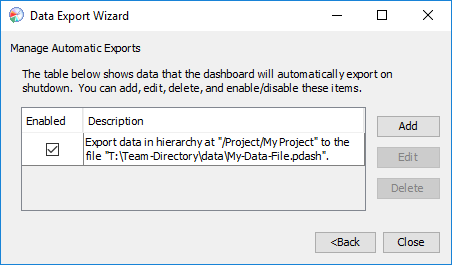 Data Export Wizard
Manage Automatic Exports
The table below shows data that the dashboard will automatically export on
shutdown. You can add, edit, delete, and enable/disable these items.
Enabled Description
Export data in hierarchy at "/Project/My Project" to the
file "T:\Team-Directory\data\My-Data-File.pdash".
Add
Edit
Delete
<Back Close